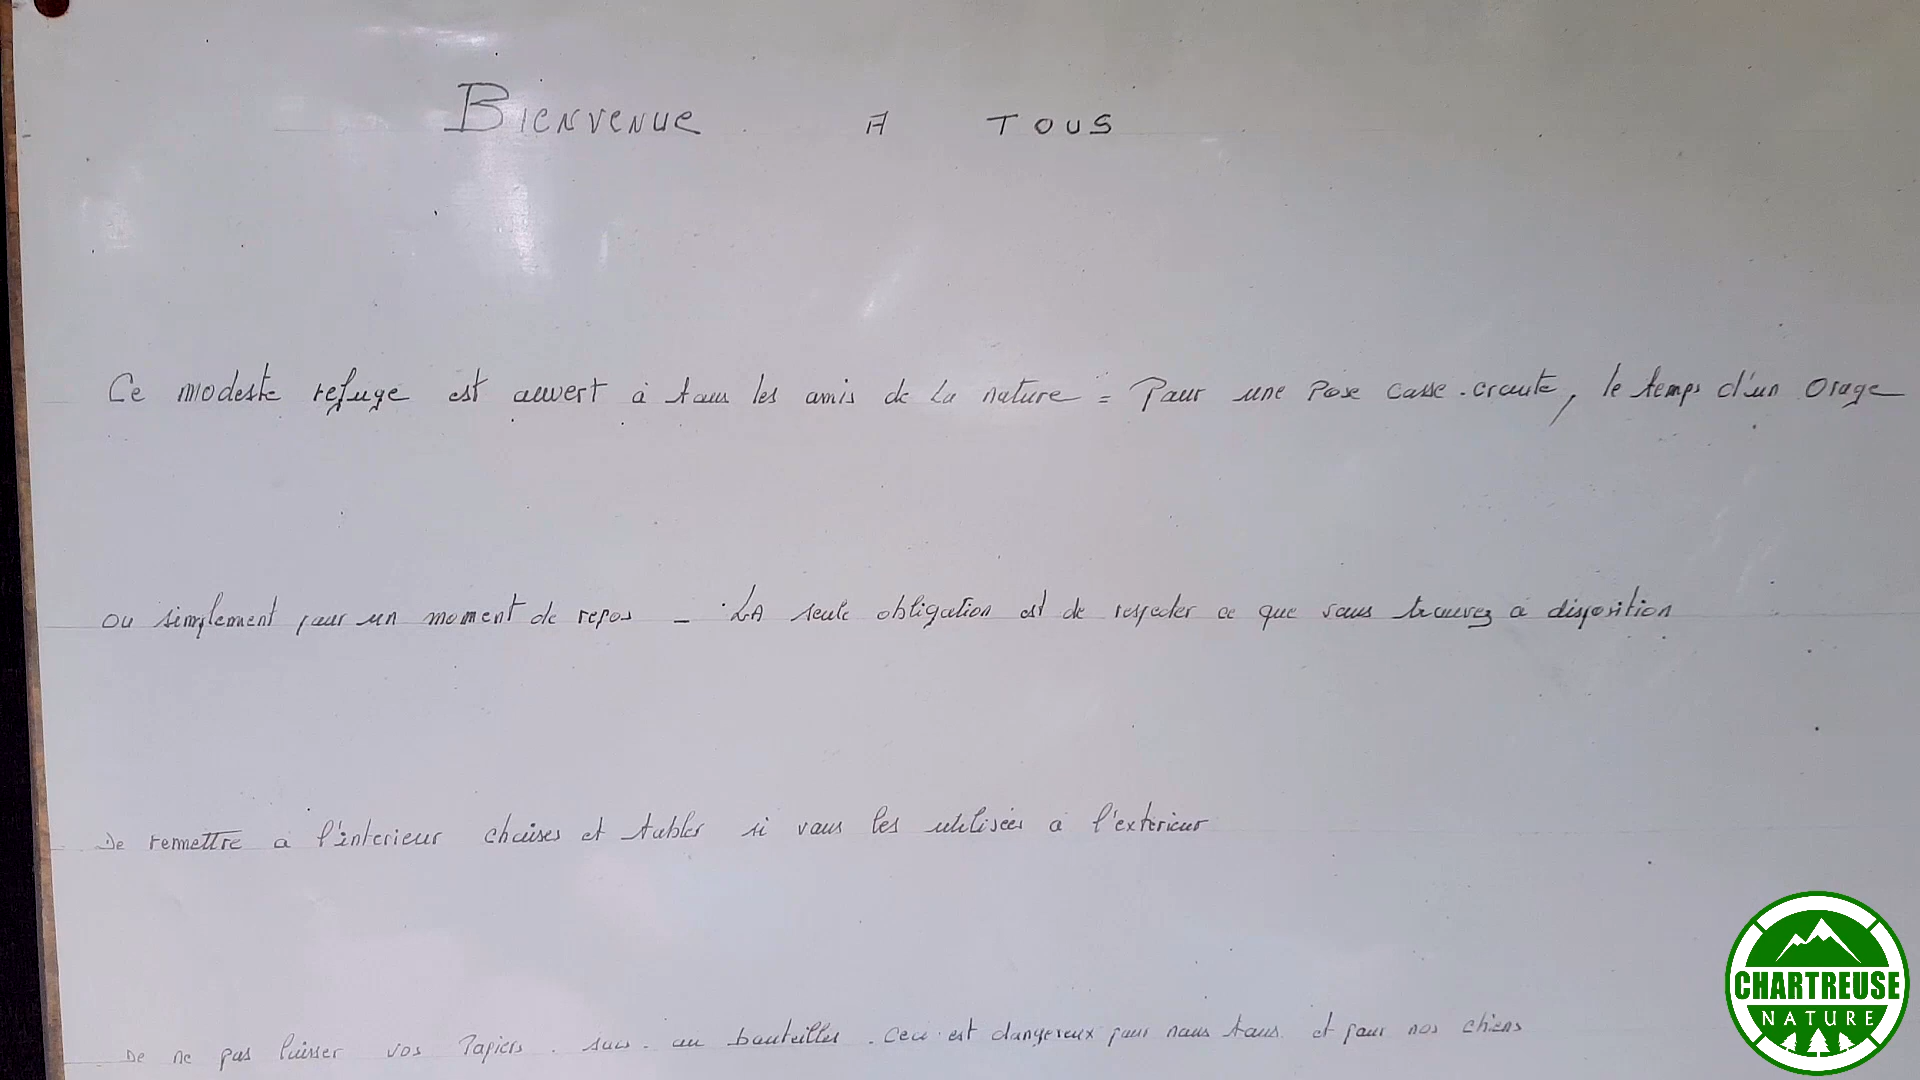 BIENVENUE A TOUS
Ce modeste refuge est ouvert à tous les amis de La nature = Pour une Pose casse-croute, le temps d'un Orage
ou simplement pour un moment de repos - LA seule obligation est de respecter ce que vous trouvez a disposition
De remettre a l'interieur chaises et tables si vous les utilisées a l'exterieur
De ne pas laisser vos Papiers. sacs. ou bouteilles. Ceci est dangereux pour nous tous. et pour nos chiens
CHARTREUSE
NATURE